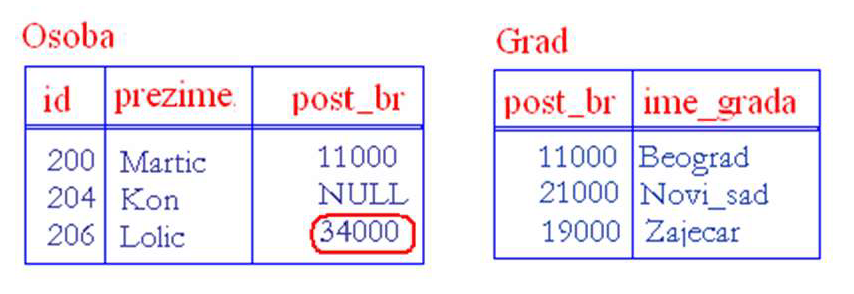 Osoba
id prezime post_br
200 Martic 11000
204 Kon NULL
206 Lolic 34000
Grad
post_br ime_grada
11000 Beograd
21000 Novi_sad
19000 Zajecar